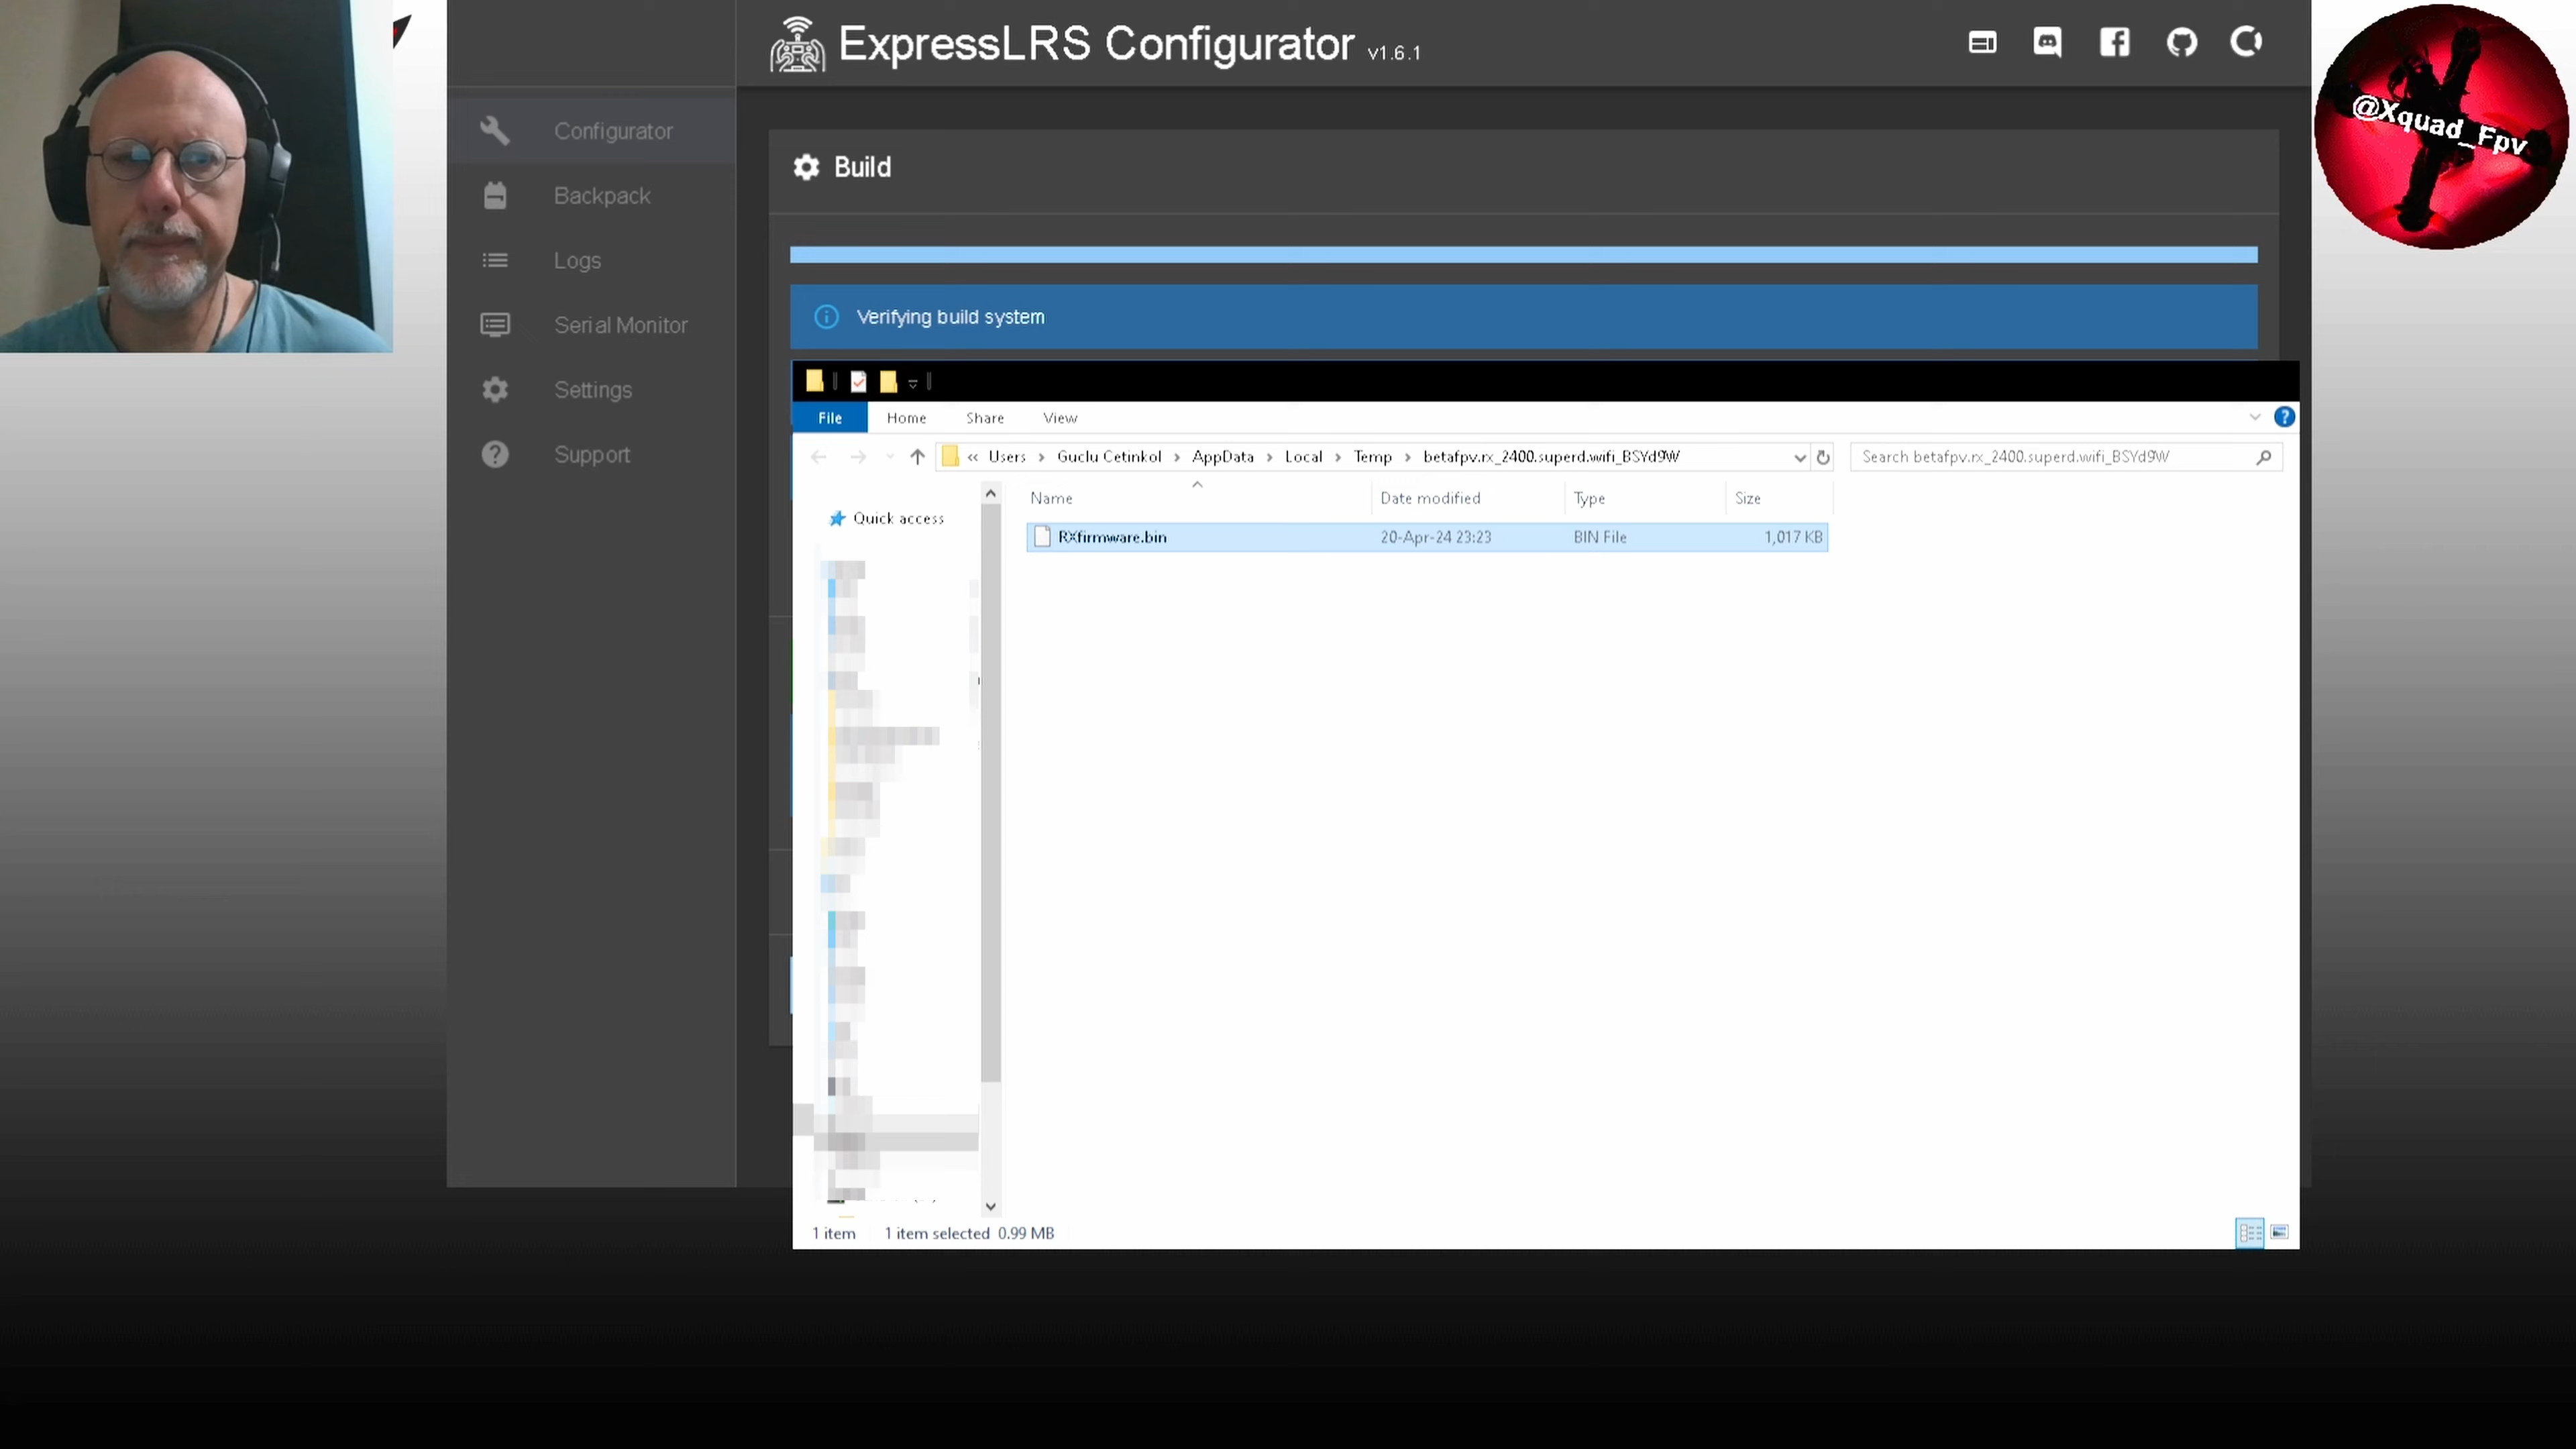 ExpressLRS Configurator v1.6.1
@Xquad_Fpv
Configurator
Backpack
Logs
Serial Monitor
Settings
Support
Build
Verifying build system
File Home Share View
« Users › Guclu Cetinkol › AppData › Local › Temp › betafpv.rx_2400.superd.wifi_BSYd9W
Search betafpv.rx_2400.superd.wifi_BSYd9W
Quick access
Name Date modified Type Size
RXfirmware.bin 20-Apr-24 23:23 BIN File 1,017 KB
1 item 1 item selected 0.99 MB